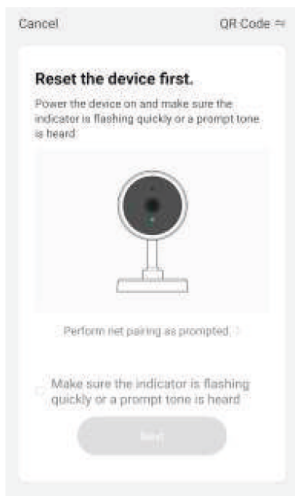 Cancel
QR Code
Reset the device first.
Power the device on and make sure the
indicator is flashing quickly or a prompt tone
is heard
Perform net pairing as prompted.
Make sure the indicator is flashing
quickly or a prompt tone is heard
Next